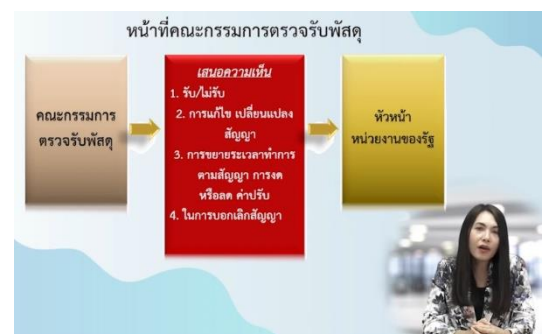 หน้าที่คณะกรรมการตรวจรับพัสดุ
คณะกรรมการ
ตรวจรับพัสดุ
เสนอความเห็น
1. รับ/ไม่รับ
2. การแก้ไข เปลี่ยนแปลง
สัญญา
3. การขยายระเวลาทำการ
ตามสัญญา การงด
หรือลด ค่าปรับ
4. ในการบอกเลิกสัญญา
หัวหน้า
หน่วยงานของรัฐ